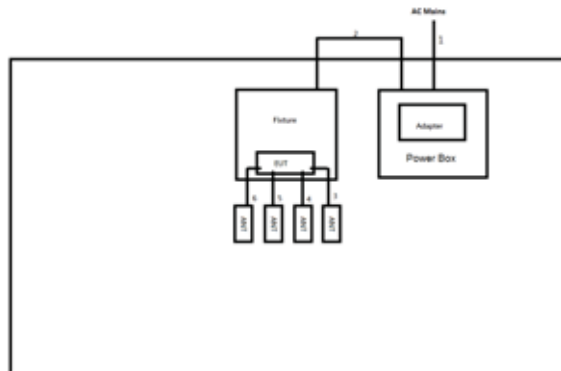 AC Mains
2
1
Fixture
Adapter
EUT
Power Box
6
5
4
3
ANT
ANT
ANT
ANT